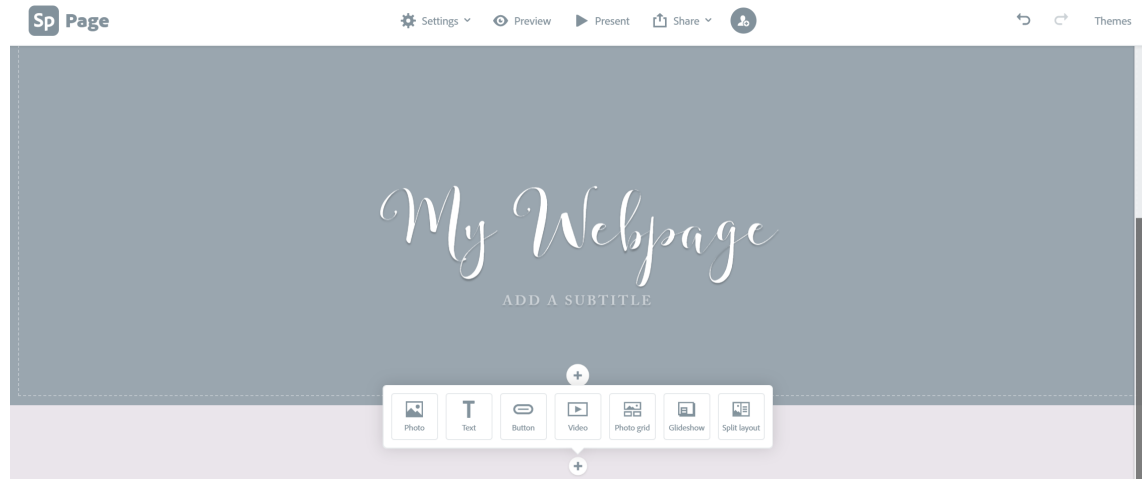 Sp Page
Settings Preview Present Share
Themes
My Webpage
ADD A SUBTITLE
Photo Text Button Video Photo grid Glideshow Split layout